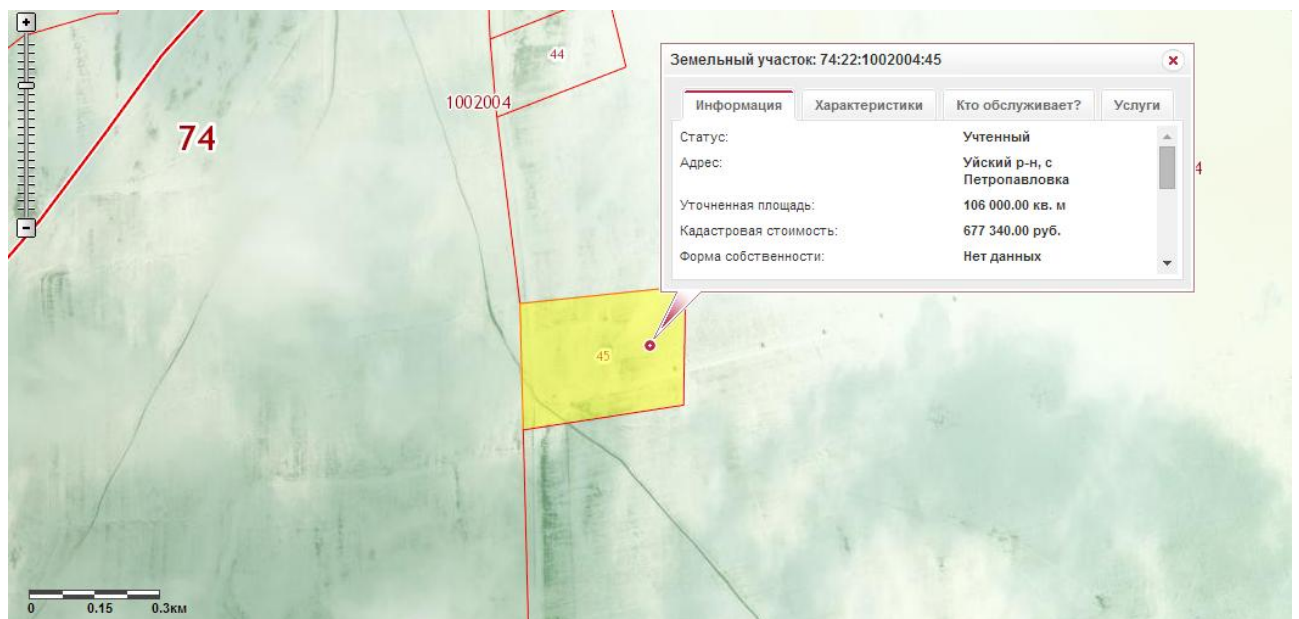 +
44
Земельный участок: 74:22:1002004:45
x
1002004
Информация Характеристики Кто обслуживает? Услуги
74
Статус: Учтенный
Адрес: Уйский р-н, с
Петропавловка
4
Уточненная площадь: 106 000.00 кв. м
Кадастровая стоимость: 677 340.00 руб.
Форма собственности: Нет данных
-
45
0 0.15 0.3км